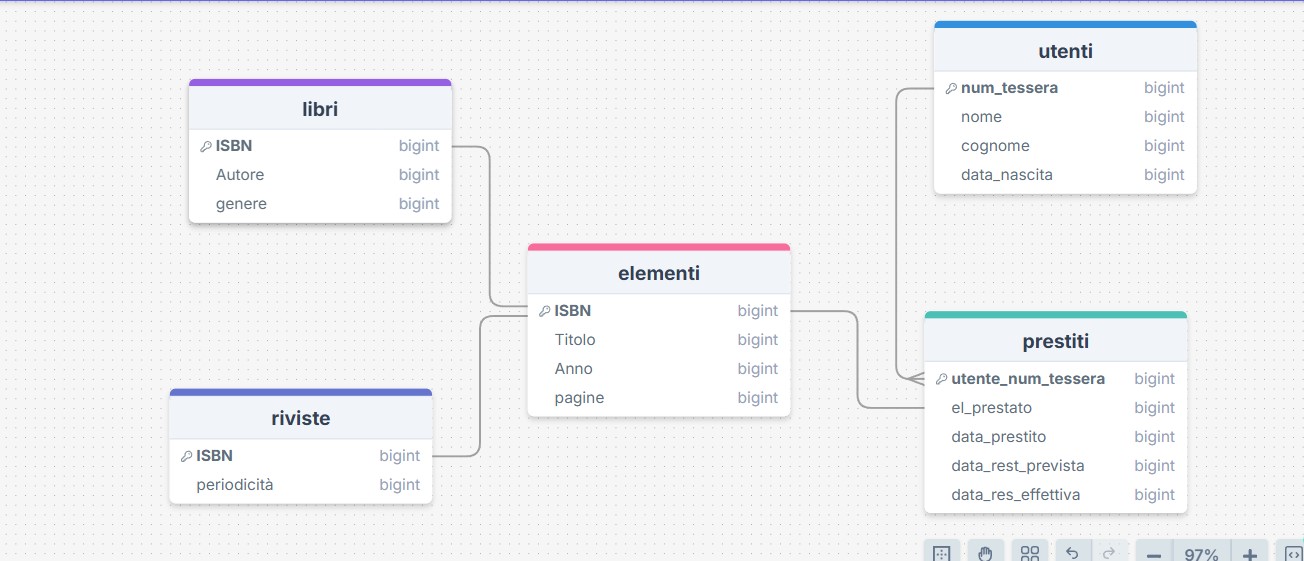 libri
ISBN bigint
Autore bigint
genere bigint
riviste
ISBN bigint
periodicità bigint
elementi
ISBN bigint
Titolo bigint
Anno bigint
pagine bigint
utenti
num_tessera bigint
nome bigint
cognome bigint
data_nascita bigint
prestiti
utente_num_tessera bigint
el_prestato bigint
data_prestito bigint
data_rest_prevista bigint
data_res_effettiva bigint
97%